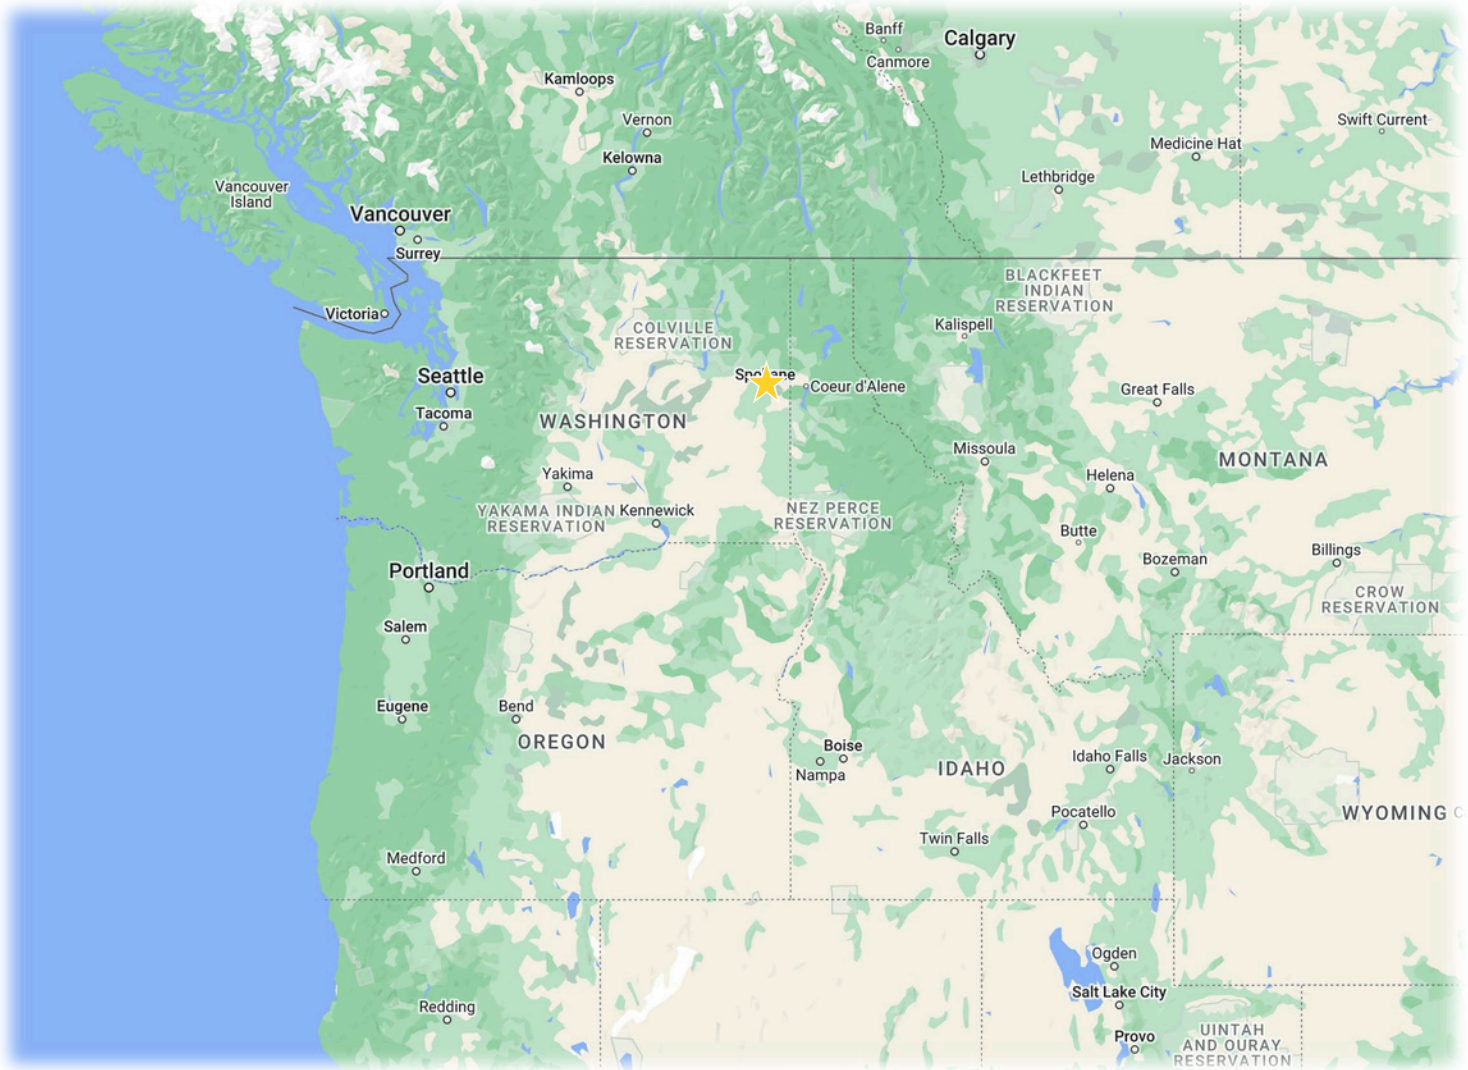 Banff
Calgary
Canmore
Kamloops
Vernon
Swift Current
Medicine Hat
Kelowna
Lethbridge
Vancouver
Island
Vancouver
Surrey
BLACKFEET
INDIAN
RESERVATION
Victoria
COLVILLE
RESERVATION
Kalispell
Seattle
Spokane
Coeur d'Alene
Great Falls
Tacoma
WASHINGTON
Missoula
MONTANA
Yakima
Helena
YAKAMA INDIAN
RESERVATION
Kennewick
NEZ PERCE
RESERVATION
Butte
Billings
Bozeman
Portland
CROW
RESERVATION
Salem
Eugene
Bend
OREGON
Boise
Nampa
IDAHO
Idaho Falls
Jackson
Pocatello
WYOMING
Twin Falls
Medford
Ogden
Salt Lake City
Redding
Provo
UINTAH
AND OURAY
RESERVATION